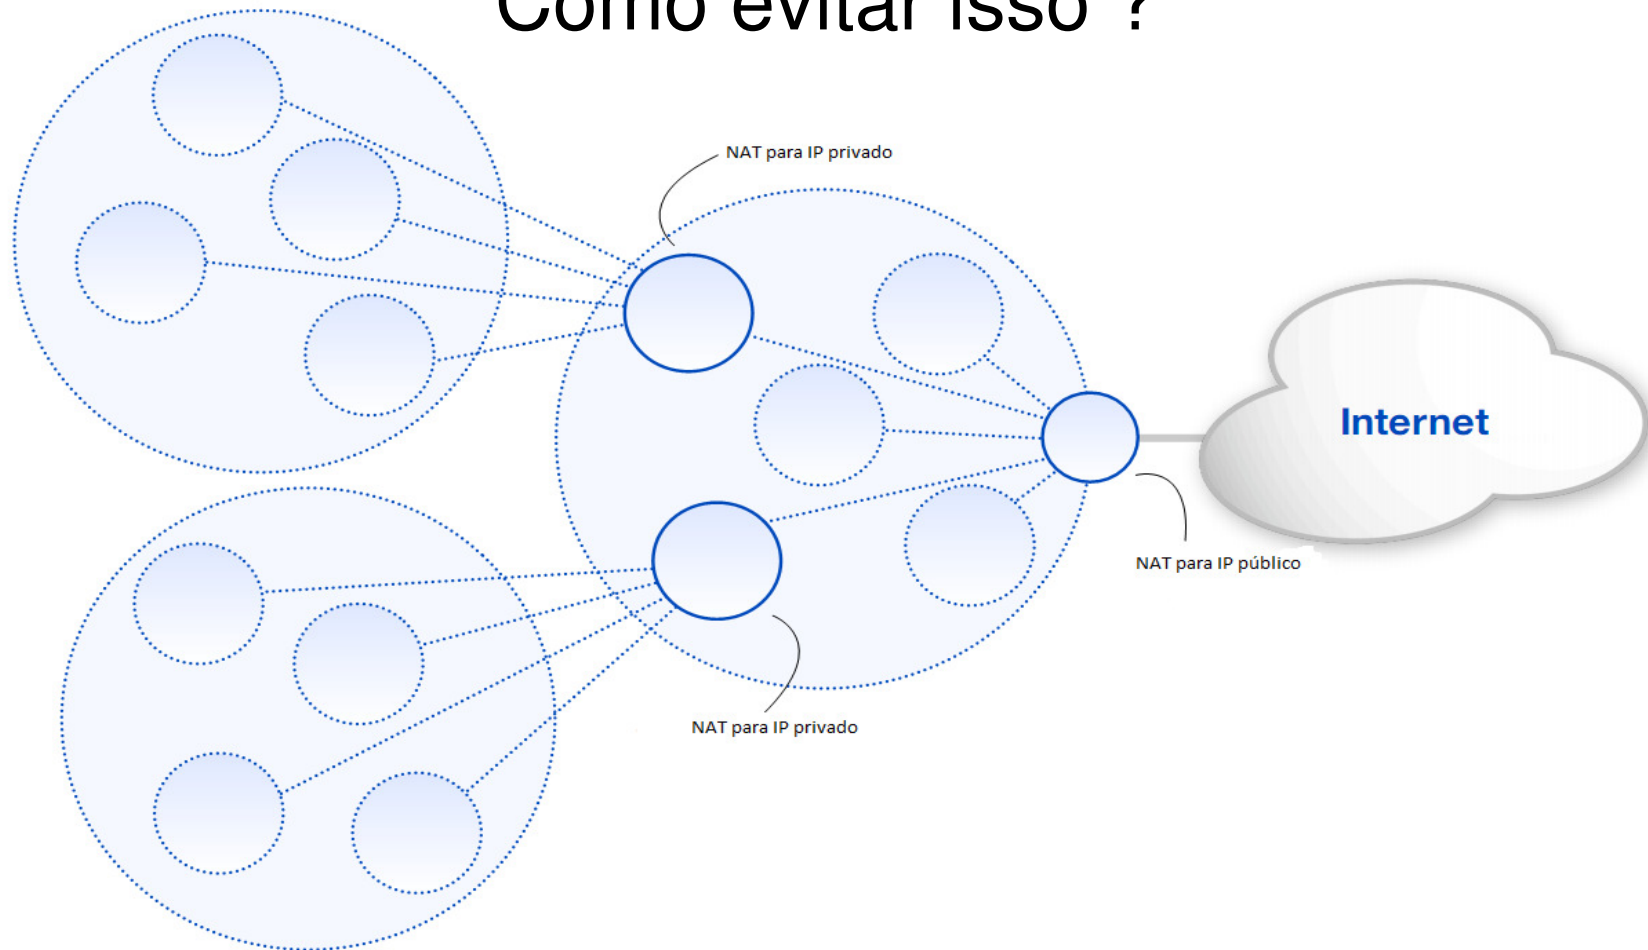 Como evitar isso ?
NAT para IP privado
Internet
NAT para IP público
NAT para IP privado